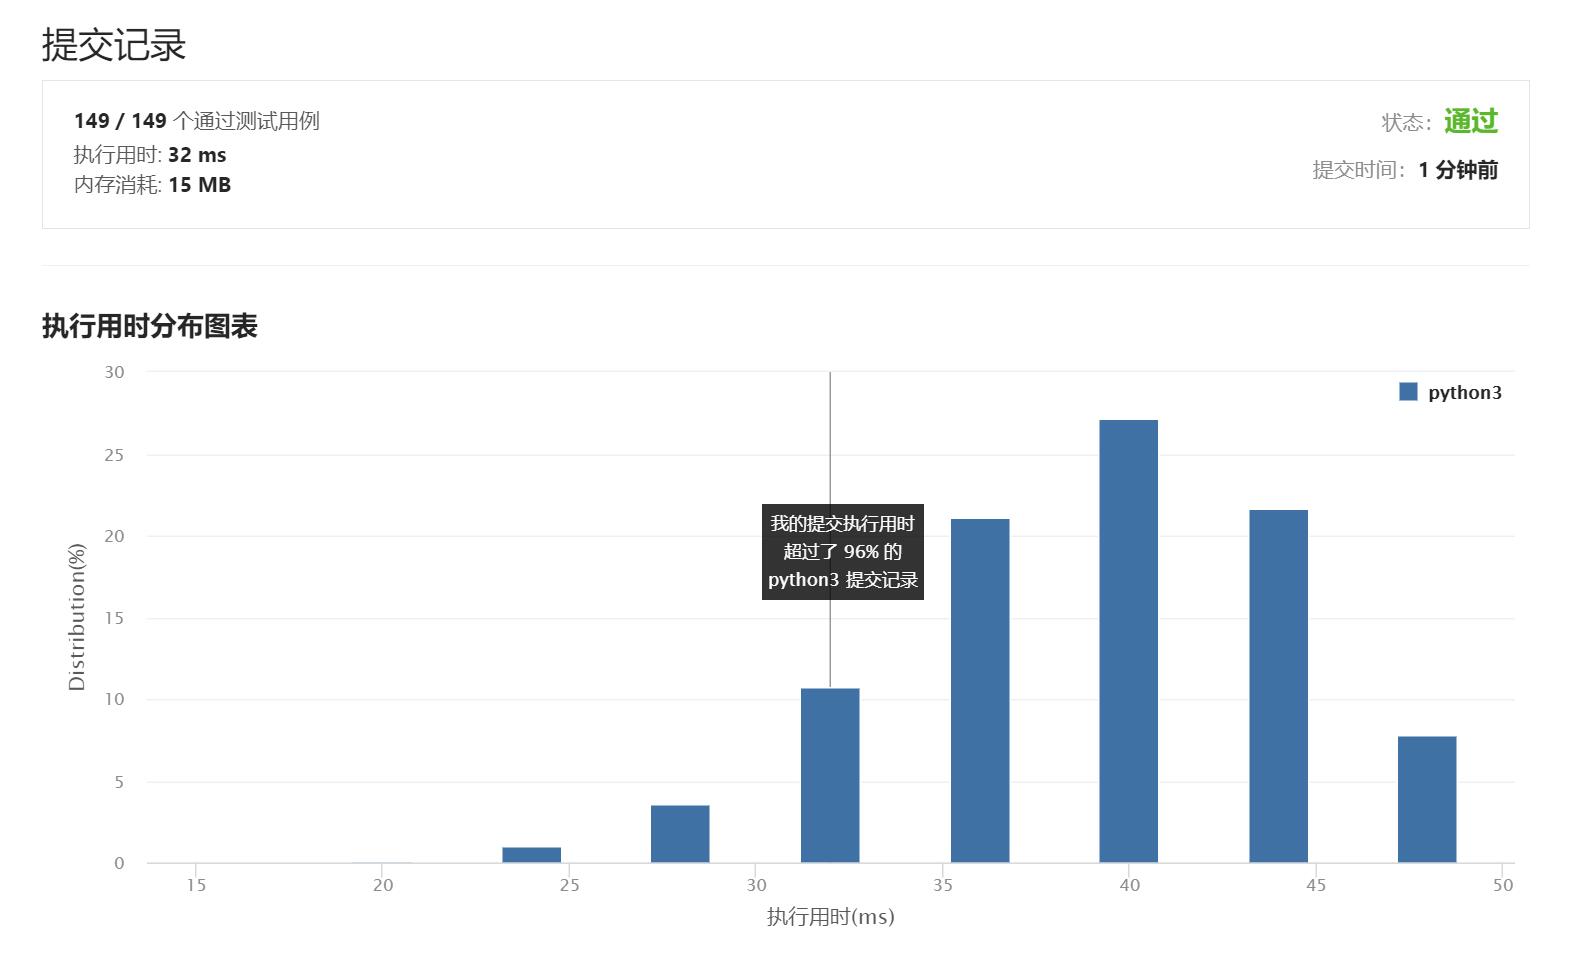 提交记录
149 / 149 个通过测试用例
状态：通过
执行用时: 32 ms
提交时间：1 分钟前
内存消耗: 15 MB
执行用时分布图表
30
25
20
15
10
5
0
Distribution(%)
python3
我的提交执行用时
超过了 96% 的
python3 提交记录
15 20 25 30 35 40 45 50
执行用时(ms)